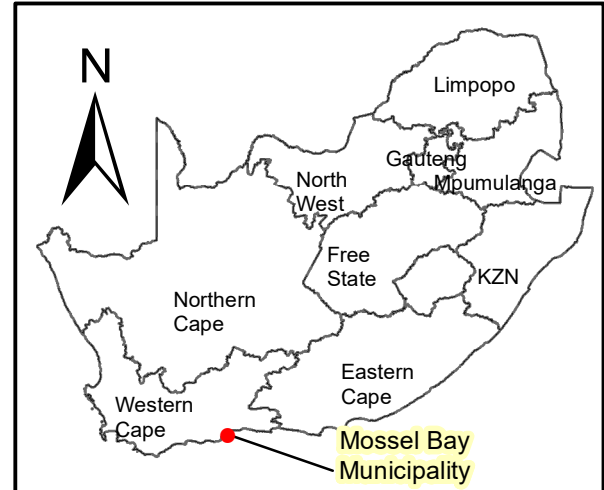 N
Limpopo
Gauteng
Mpumulanga
North
West
Free
State
KZN
Northern
Cape
Eastern
Cape
Western
Cape
Mossel Bay
Municipality